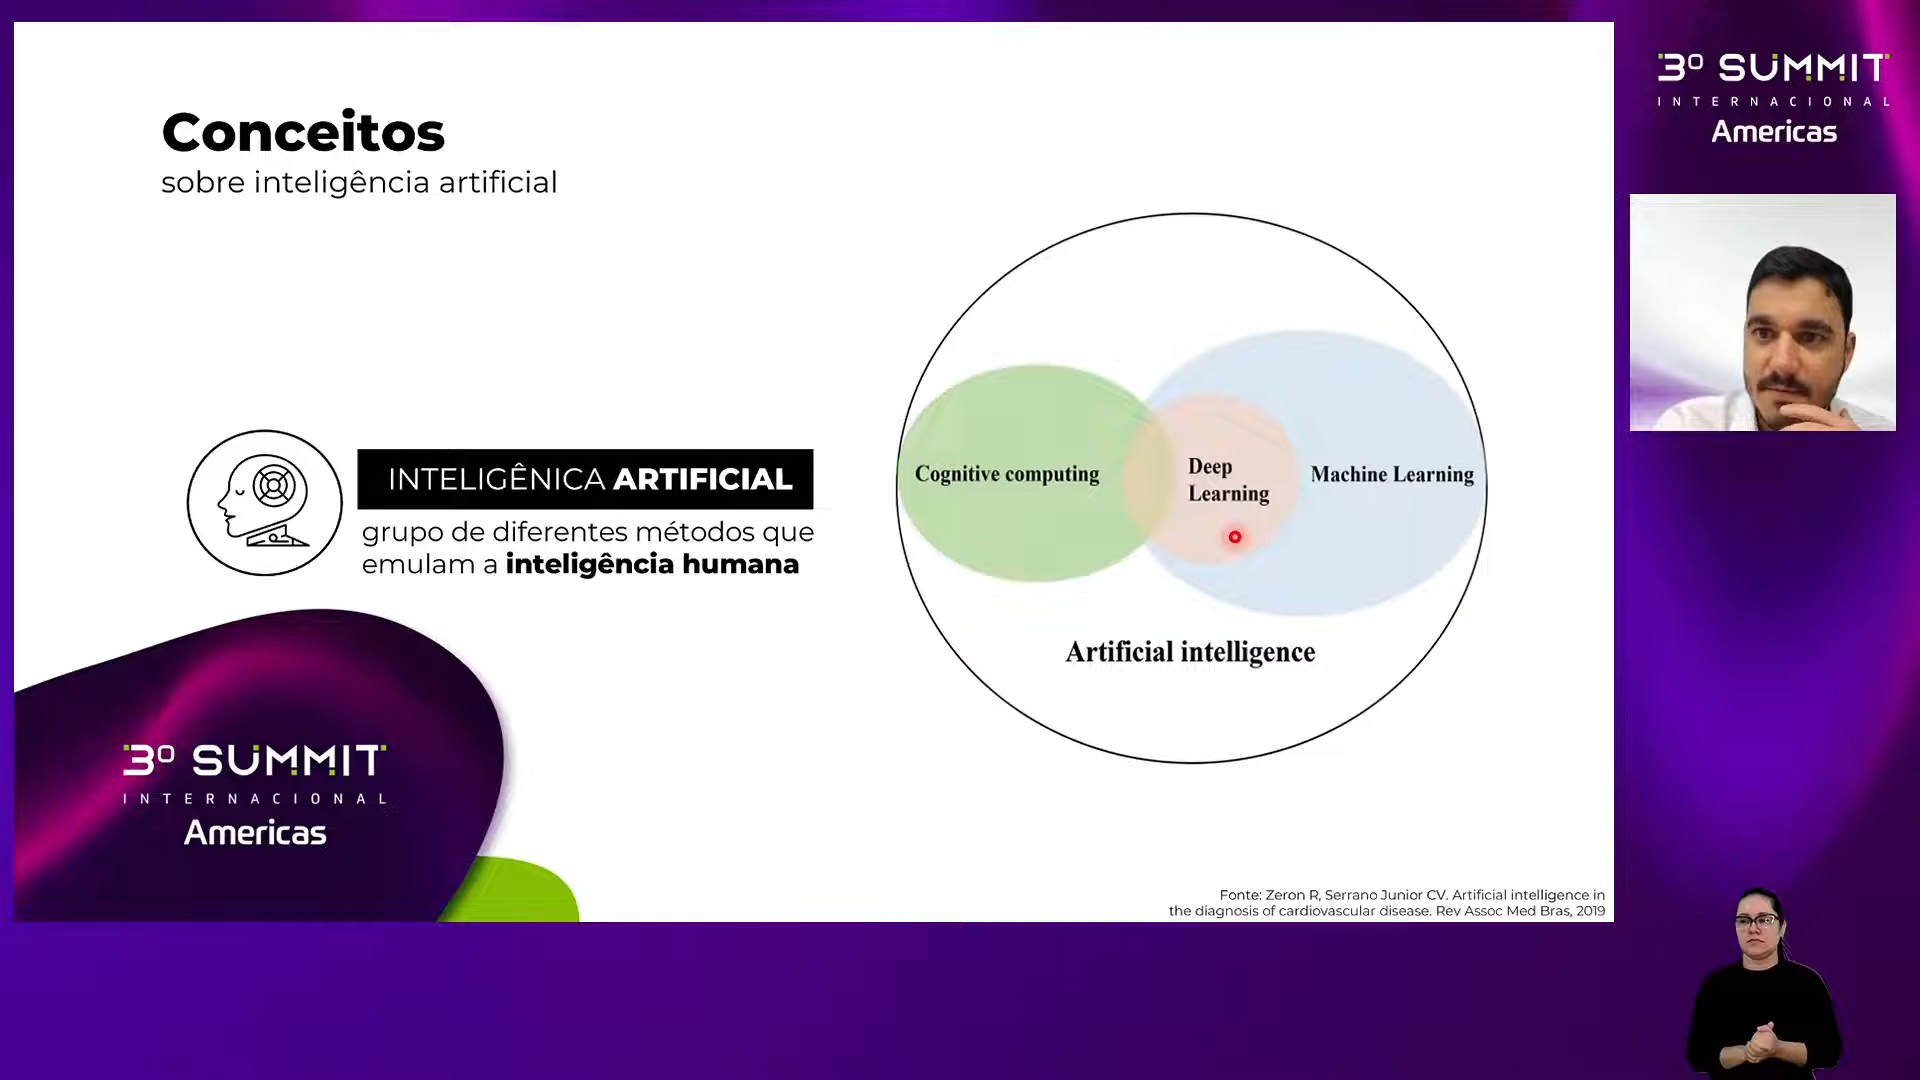 Conceitos
sobre inteligência artificial
INTELIGÊNICA ARTIFICIAL
grupo de diferentes métodos que
emulam a inteligência humana
Cognitive computing
Deep
Learning
Machine Learning
Artificial intelligence
3º SUMMIT
INTERNACIONAL
Americas
Fonte: Zeron R, Serrano Junior CV. Artificial intelligence in
the diagnosis of cardiovascular disease. Rev Assoc Med Bras, 2019
3º SUMMIT
INTERNACIONAL
Americas